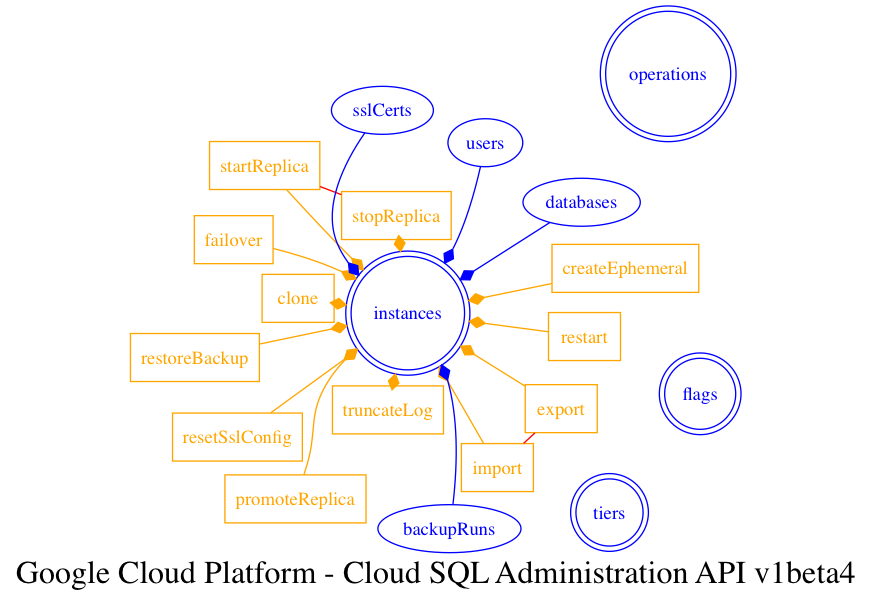 operations
sslCerts
users
startReplica
databases
stopReplica
failover
createEphemeral
clone
instances
restart
restoreBackup
flags
truncateLog
export
resetSslConfig
import
promoteReplica
tiers
backupRuns
Google Cloud Platform - Cloud SQL Administration API v1beta4